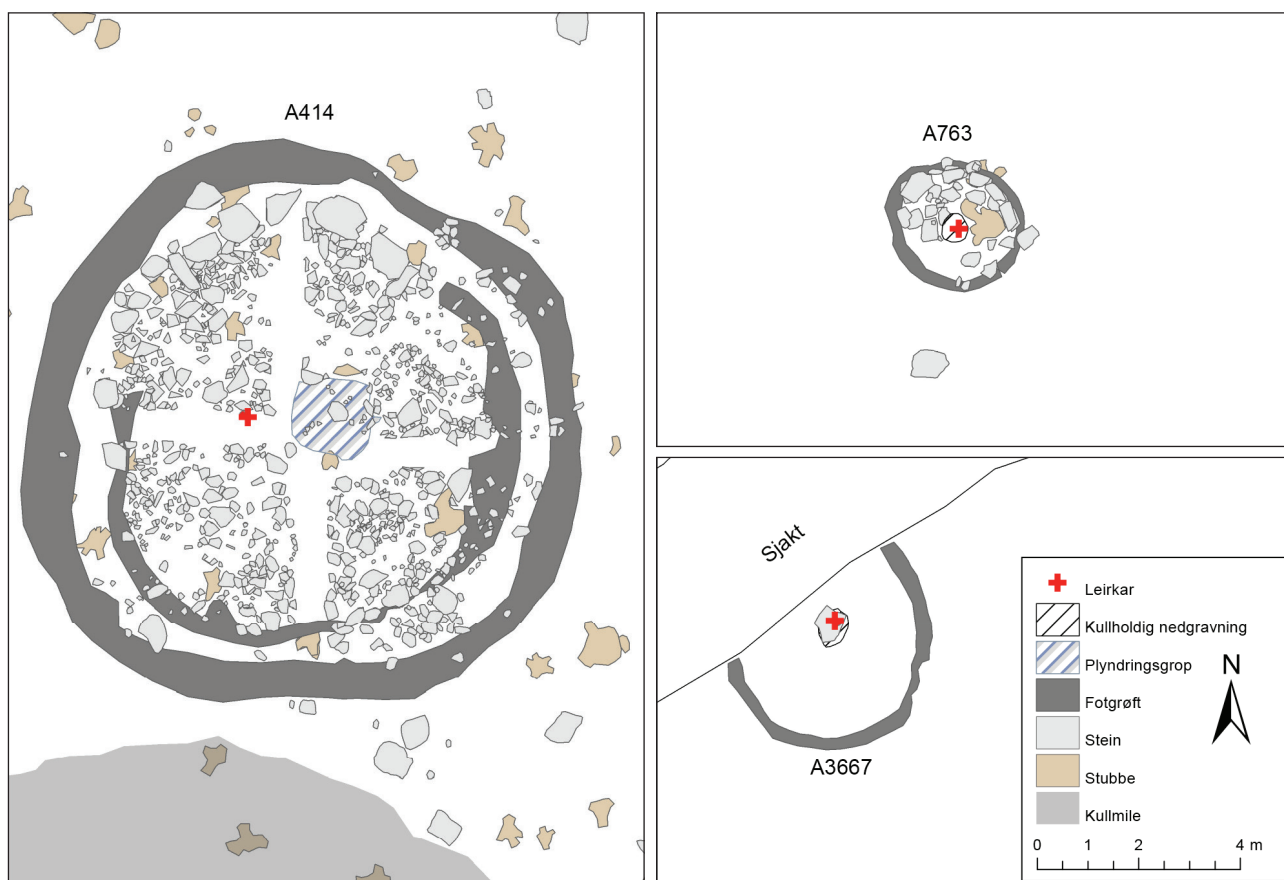 A414
A763
Sjakt
A3667
Leirkar
Kullholdig nedgravning
Plyndringsgrop
Fotgrøft
Stein
Stubbe
Kullmile
N
0 1 2 4 m